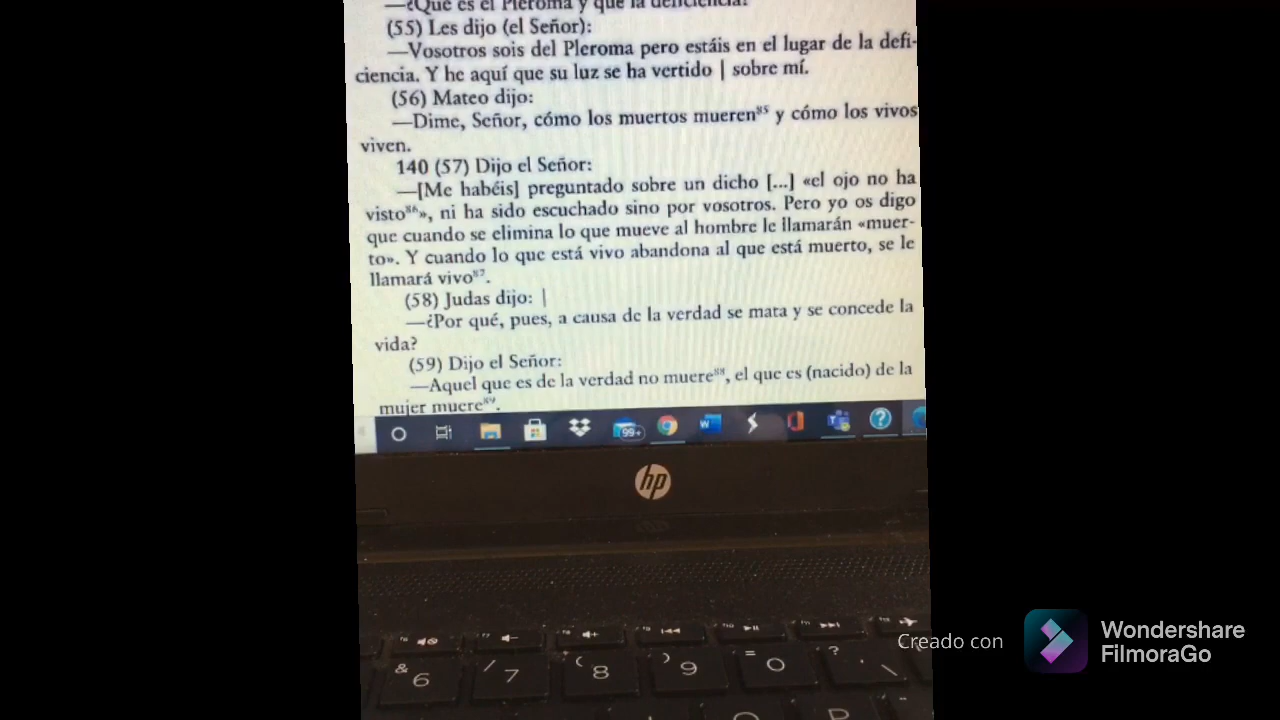 —¿Qué es el Pleroma y qué la deficiencia?
(55) Les dijo (el Señor):
—Vosotros sois del Pleroma pero estáis en el lugar de la defi-
ciencia. Y he aquí que su luz se ha vertido | sobre mí.
(56) Mateo dijo:
—Dime, Señor, cómo los muertos mueren⁸⁵ y cómo los vivos
viven.
140 (57) Dijo el Señor:
—[Me habéis] preguntado sobre un dicho [...] «el ojo no ha
visto⁸⁶», ni ha sido escuchado sino por vosotros. Pero yo os digo
que cuando se elimina lo que mueve al hombre le llamarán «muer-
to». Y cuando lo que está vivo abandona al que está muerto, se le
llamará vivo⁸⁷.
(58) Judas dijo: |
—¿Por qué, pues, a causa de la verdad se mata y se concede la
vida?
(59) Dijo el Señor:
—Aquel que es de la verdad no muere⁸⁸, el que es (nacido) de la
mujer muere⁸⁹.
99+
hp
& 6 / 7 ( 8 ) 9 = 0 ? ' \
Creado con
Wondershare
FilmoraGo